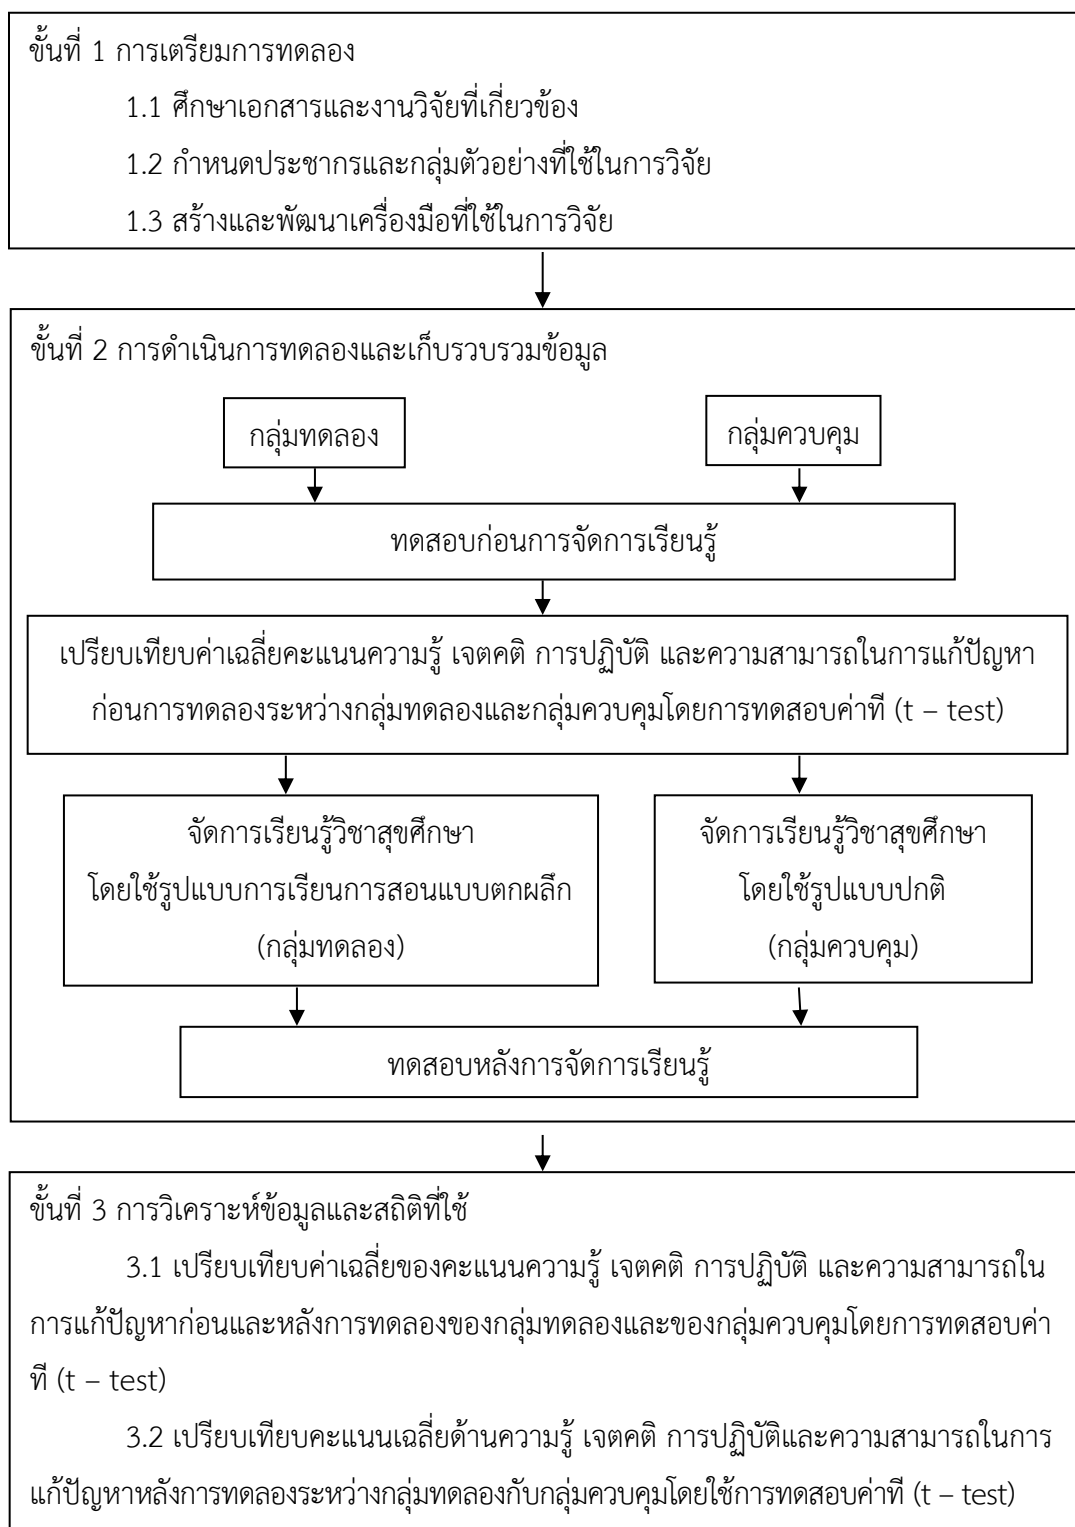 ขั้นที่ 1 การเตรียมการทดลอง
1.1 ศึกษาเอกสารและงานวิจัยที่เกี่ยวข้อง
1.2 กำหนดประชากรและกลุ่มตัวอย่างที่ใช้ในการวิจัย
1.3 สร้างและพัฒนาเครื่องมือที่ใช้ในการวิจัย
ขั้นที่ 2 การดำเนินการทดลองและเก็บรวบรวมข้อมูล
กลุ่มทดลอง
กลุ่มควบคุม
ทดสอบก่อนการจัดการเรียนรู้
เปรียบเทียบค่าเฉลี่ยคะแนนความรู้ เจตคติ การปฏิบัติ และความสามารถในการแก้ปัญหา
ก่อนการทดลองระหว่างกลุ่มทดลองและกลุ่มควบคุมโดยการทดสอบค่าที (t – test)
จัดการเรียนรู้วิชาสุขศึกษา
โดยใช้รูปแบบการเรียนการสอนแบบตกผลึก
(กลุ่มทดลอง)
จัดการเรียนรู้วิชาสุขศึกษา
โดยใช้รูปแบบปกติ
(กลุ่มควบคุม)
ทดสอบหลังการจัดการเรียนรู้
ขั้นที่ 3 การวิเคราะห์ข้อมูลและสถิติที่ใช้
3.1 เปรียบเทียบค่าเฉลี่ยของคะแนนความรู้ เจตคติ การปฏิบัติ และความสามารถใน
การแก้ปัญหาก่อนและหลังการทดลองของกลุ่มทดลองและของกลุ่มควบคุมโดยการทดสอบค่า
ที (t – test)
3.2 เปรียบเทียบคะแนนเฉลี่ยด้านความรู้ เจตคติ การปฏิบัติและความสามารถในการ
แก้ปัญหาหลังการทดลองระหว่างกลุ่มทดลองกับกลุ่มควบคุมโดยใช้การทดสอบค่าที (t – test)